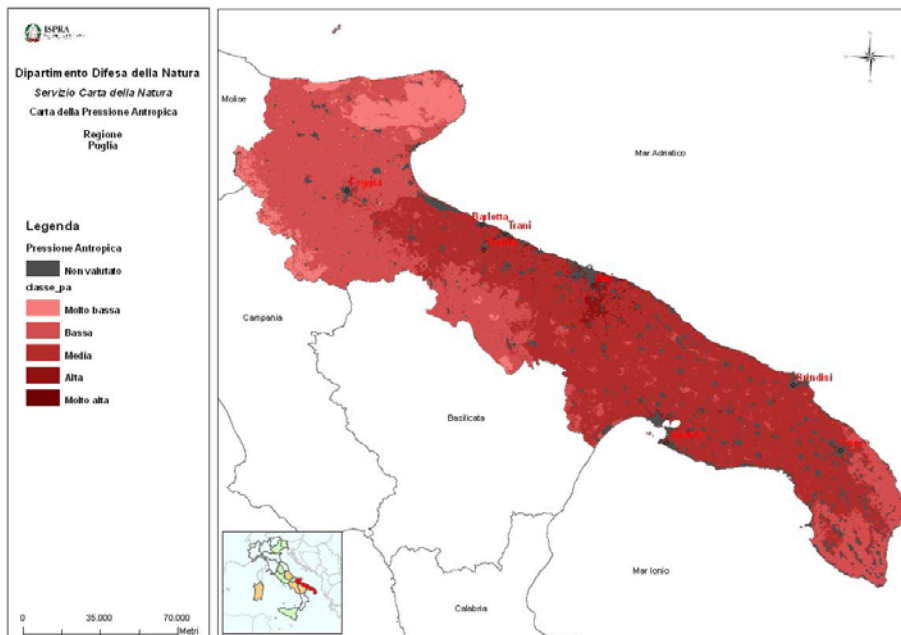 ISPRA
Dipartimento Difesa della Natura
Servizio Carta della Natura
Carta della Pressione Antropica
Regione
Puglia
Legenda
Pressione Antropica
Non valutato
classe_pa
Molto bassa
Bassa
Media
Alta
Molto alta
0 35.000 70.000
Metri
Molise
Mar Adriatico
Foggia
Barletta
Trani
Campania
Brindisi
Basilicata
Mar Ionio
Calabria